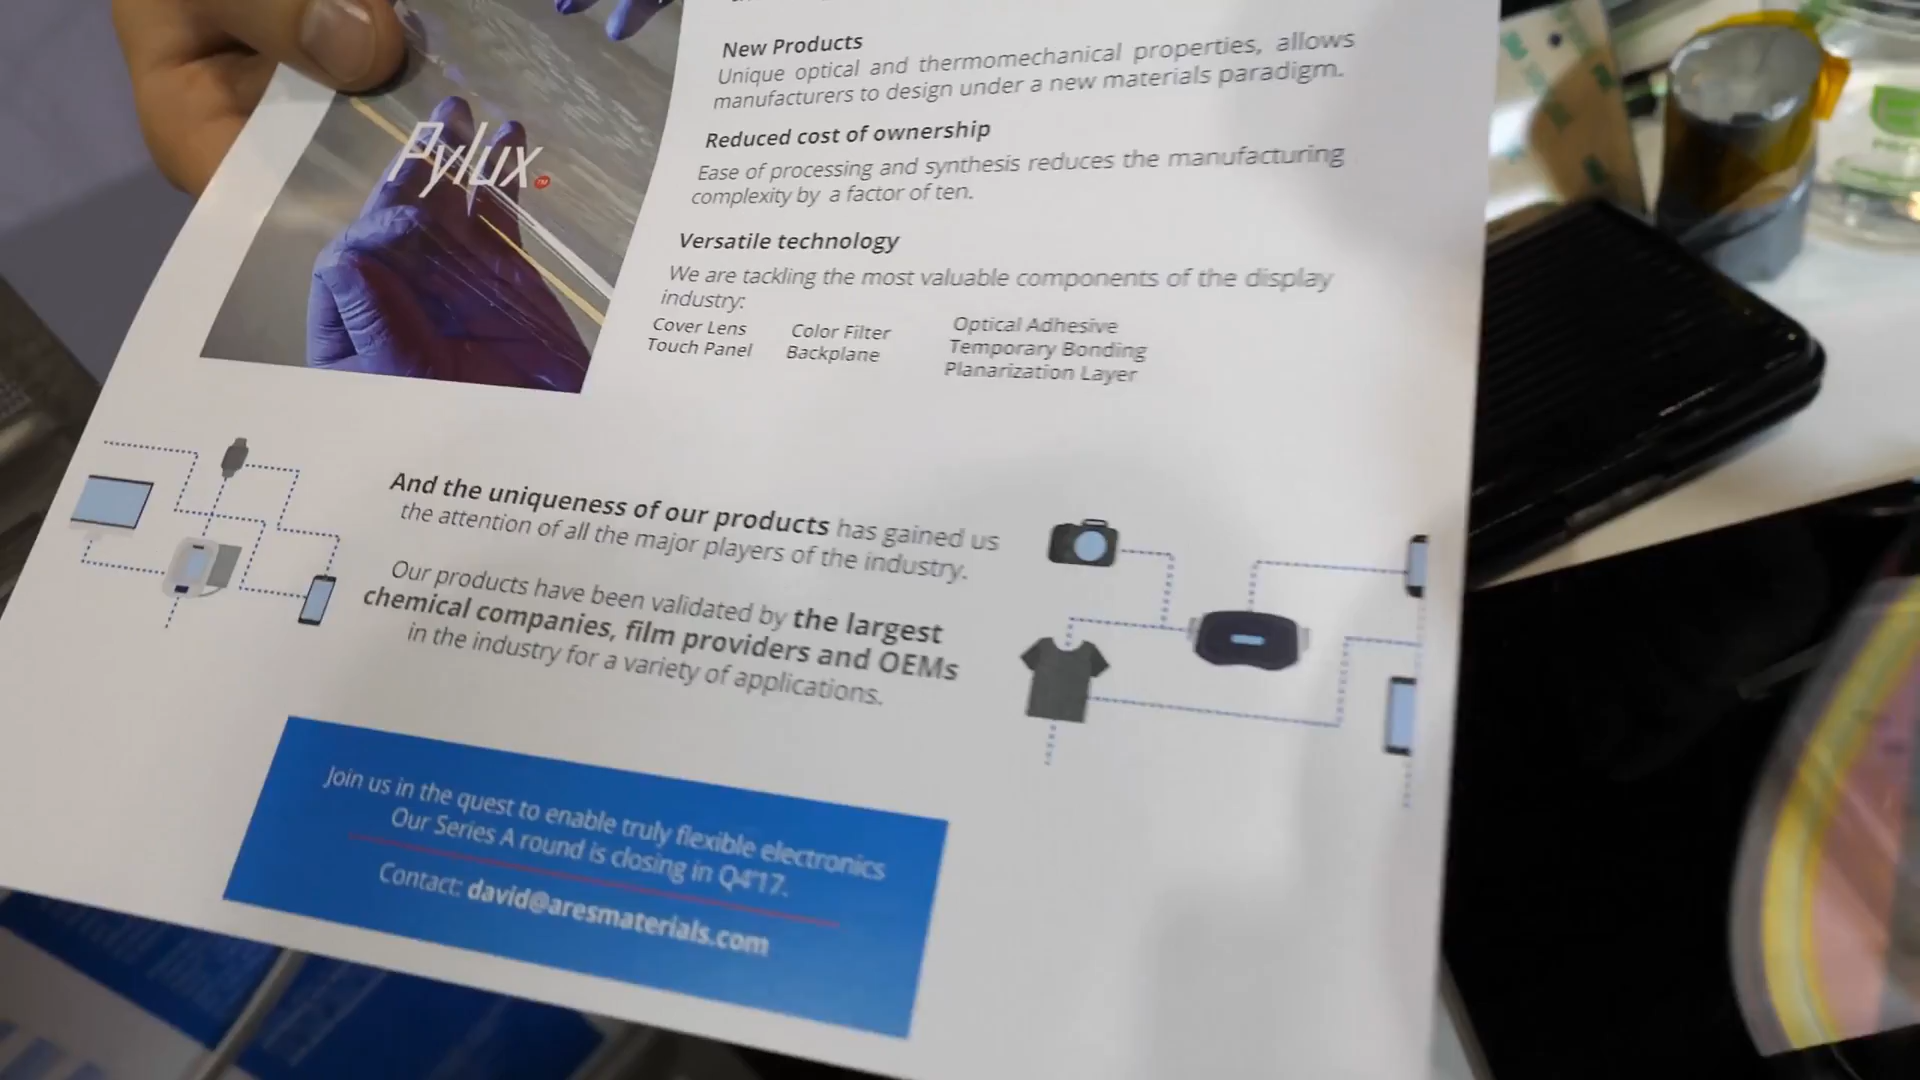 New Products
Unique optical and thermomechanical properties, allows
manufacturers to design under a new materials paradigm.
Reduced cost of ownership
Ease of processing and synthesis reduces the manufacturing
complexity by a factor of ten.
Versatile technology
We are tackling the most valuable components of the display
industry:
Cover Lens
Touch Panel
Color Filter
Backplane
Optical Adhesive
Temporary Bonding
Planarization Layer
Pylux TM
And the uniqueness of our products has gained us
the attention of all the major players of the industry.
Our products have been validated by the largest
chemical companies, film providers and OEMs
in the industry for a variety of applications.
Join us in the quest to enable truly flexible electronics
Our Series A round is closing in Q4'17.
Contact: david@aresmaterials.com